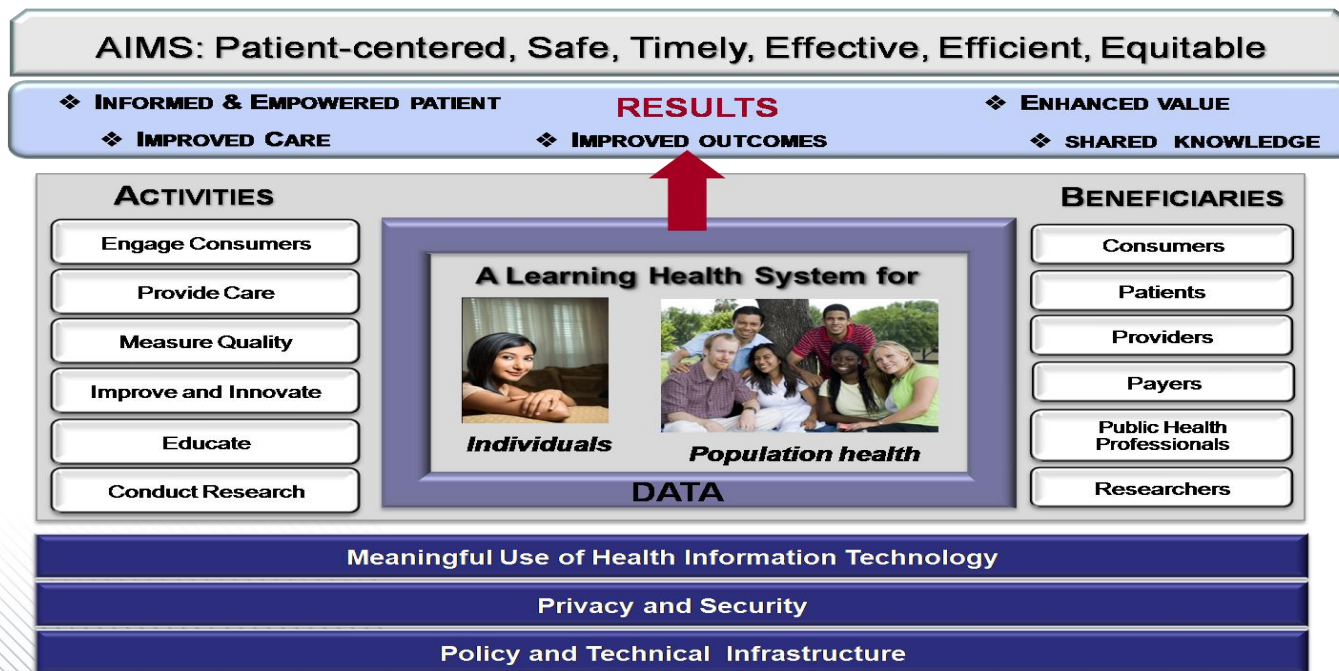 AIMS: Patient-centered, Safe, Timely, Effective, Efficient, Equitable
❖ INFORMED & EMPOWERED PATIENT
RESULTS
❖ ENHANCED VALUE
❖ IMPROVED CARE
❖ IMPROVED OUTCOMES
❖ SHARED KNOWLEDGE
ACTIVITIES
Engage Consumers
Provide Care
Measure Quality
Improve and Innovate
Educate
Conduct Research
A Learning Health System for
Individuals
Population health
DATA
BENEFICIARIES
Consumers
Patients
Providers
Payers
Public Health
Professionals
Researchers
Meaningful Use of Health Information Technology
Privacy and Security
Policy and Technical Infrastructure